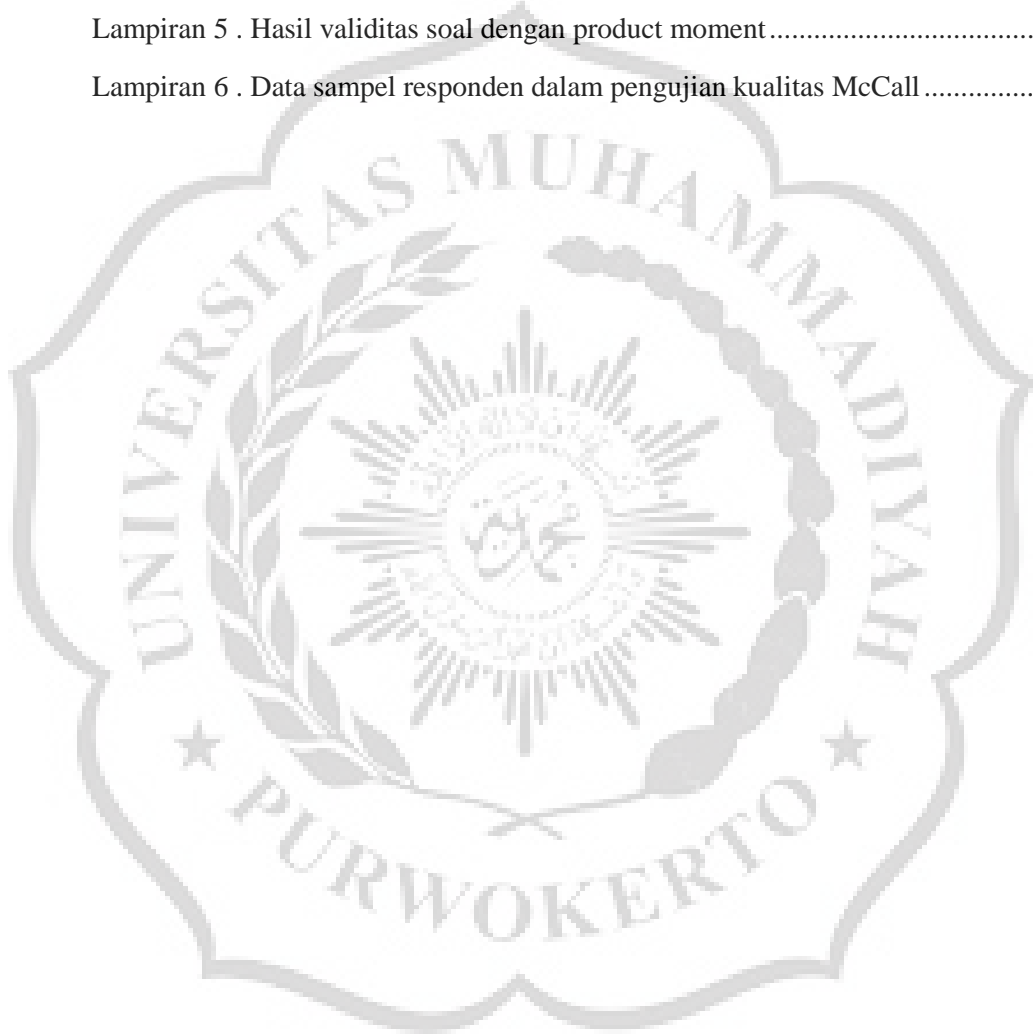 Lampiran 5 . Hasil validitas soal dengan product moment...................................
Lampiran 6 . Data sampel responden dalam pengujian kualitas McCall ...............
UNIVERSITAS MUHAMMADIYAH
★ PURWOKERTO ★